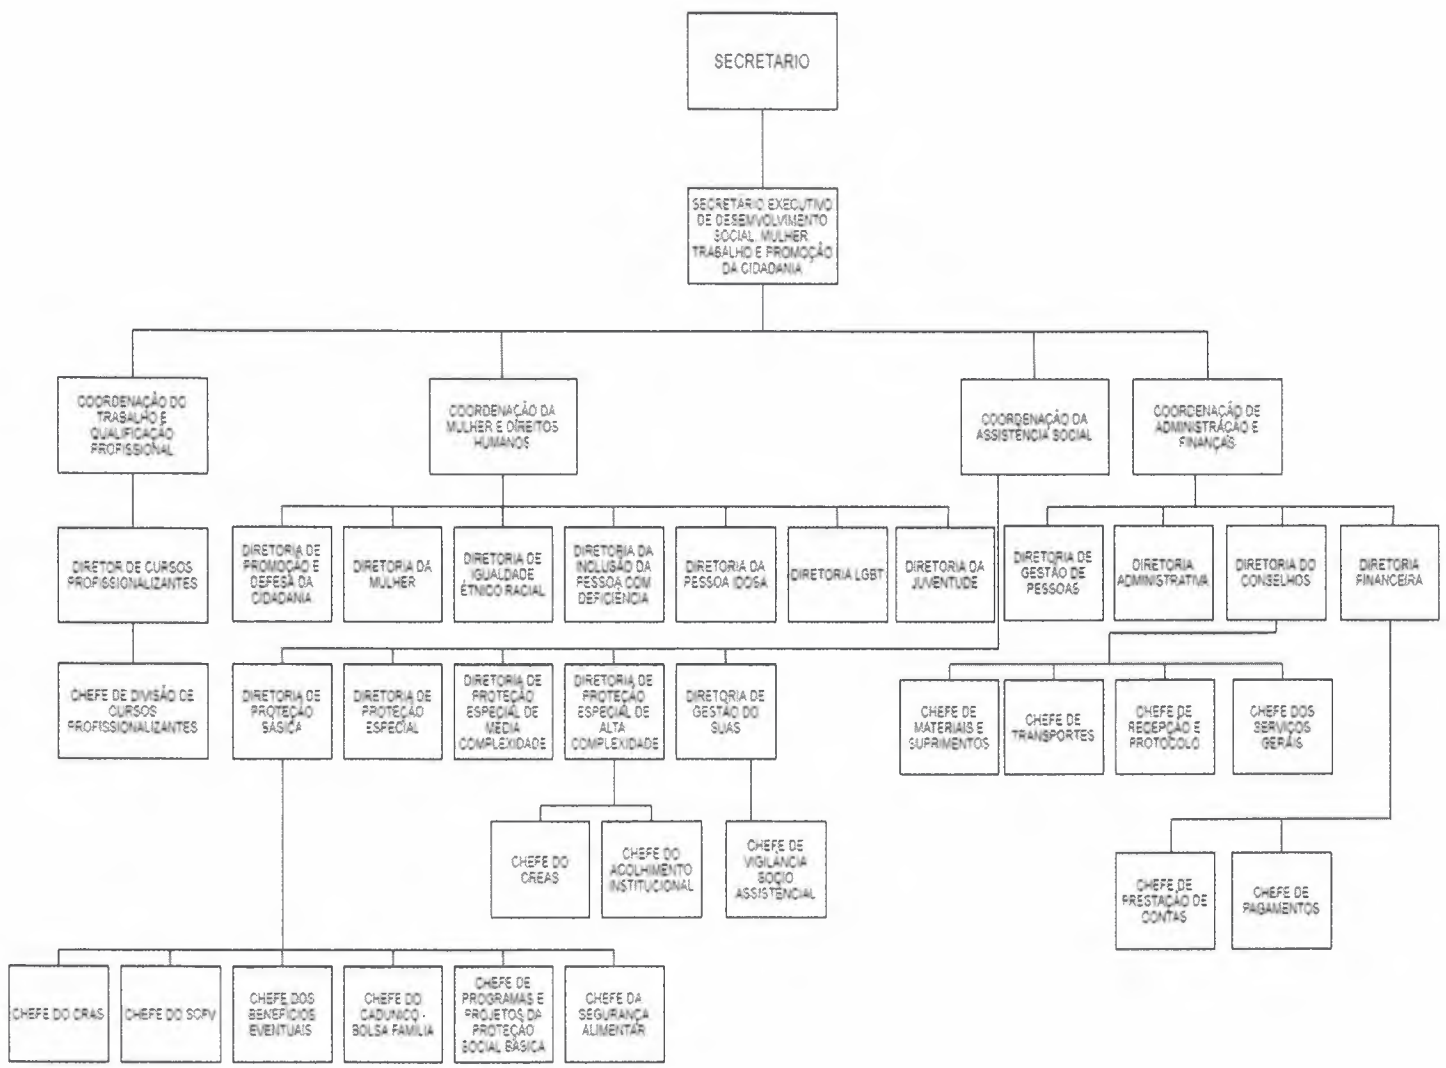 SECRETARIO
SECRETÁRIO EXECUTIVO
DE DESEMVOLVIMENTO
SOCIAL, MULHER
TRABALHO E PROMOÇÃO
DA CIDADANIA
COORDENAÇÃO DO
TRABALHO E
QUALIFICAÇÃO
PROFISSIONAL
COORDENAÇÃO DA
MULHER E DIREITOS
HUMANOS
COORDENAÇÃO DA
ASSISTÊNCIA SOCIAL
COORDENAÇÃO DE
ADMINISTRAÇÃO E
FINANÇAS
DIRETOR DE CURSOS
PROFISSIONALIZANTES
DIRETORIA DE
PROMOÇÃO E
DEFESA DA
CIDADANIA
DIRETORIA DA
MULHER
DIRETORIA DE
IGUALDADE
ÉTNICO RACIAL
DIRETORIA DA
INCLUSÃO DA
PESSOA COM
DEFICIÊNCIA
DIRETORIA DA
PESSOA IDOSA
DIRETORIA LGBT
DIRETORIA DA
JUVENTUDE
DIRETORIA DE
GESTÃO DE
PESSOAS
DIRETORIA
ADMINISTRATIVA
DIRETORIA DO
CONSELHOS
DIRETORIA
FINANCEIRA
CHEFE DE DIVISÃO DE
CURSOS
PROFISSIONALIZANTES
DIRETORIA DE
PROTEÇÃO
BÁSICA
DIRETORIA DE
PROTEÇÃO
ESPECIAL
DIRETORIA DE
PROTEÇÃO
ESPECIAL DE
MÉDIA
COMPLEXIDADE
DIRETORIA DE
PROTEÇÃO
ESPECIAL DE
ALTA
COMPLEXIDADE
DIRETORIA DE
GESTÃO DO
SUAS
CHEFE DE
MATERIAIS E
SUPRIMENTOS
CHEFE DE
TRANSPORTES
CHEFE DE
RECEPÇÃO E
PROTOCOLO
CHEFE DOS
SERVIÇOS
GERAIS
CHEFE DO
CREAS
CHEFE DO
ACOLHIMENTO
INSTITUCIONAL
CHEFE DE
VIGILÂNCIA
SOCIO
ASSISTÊNCIAL
CHEFE DE
PRESTAÇÃO DE
CONTAS
CHEFE DE
PAGAMENTOS
CHEFE DO CRAS
CHEFE DO SCFV
CHEFE DOS
BENEFÍCIOS
EVENTUAIS
CHEFE DO
CADUNICO -
BOLSA FAMÍLIA
CHEFE DE
PROGRAMAS E
PROJETOS DA
PROTEÇÃO
SOCIAL BÁSICA
CHEFE DA
SEGURANÇA
ALIMENTAR